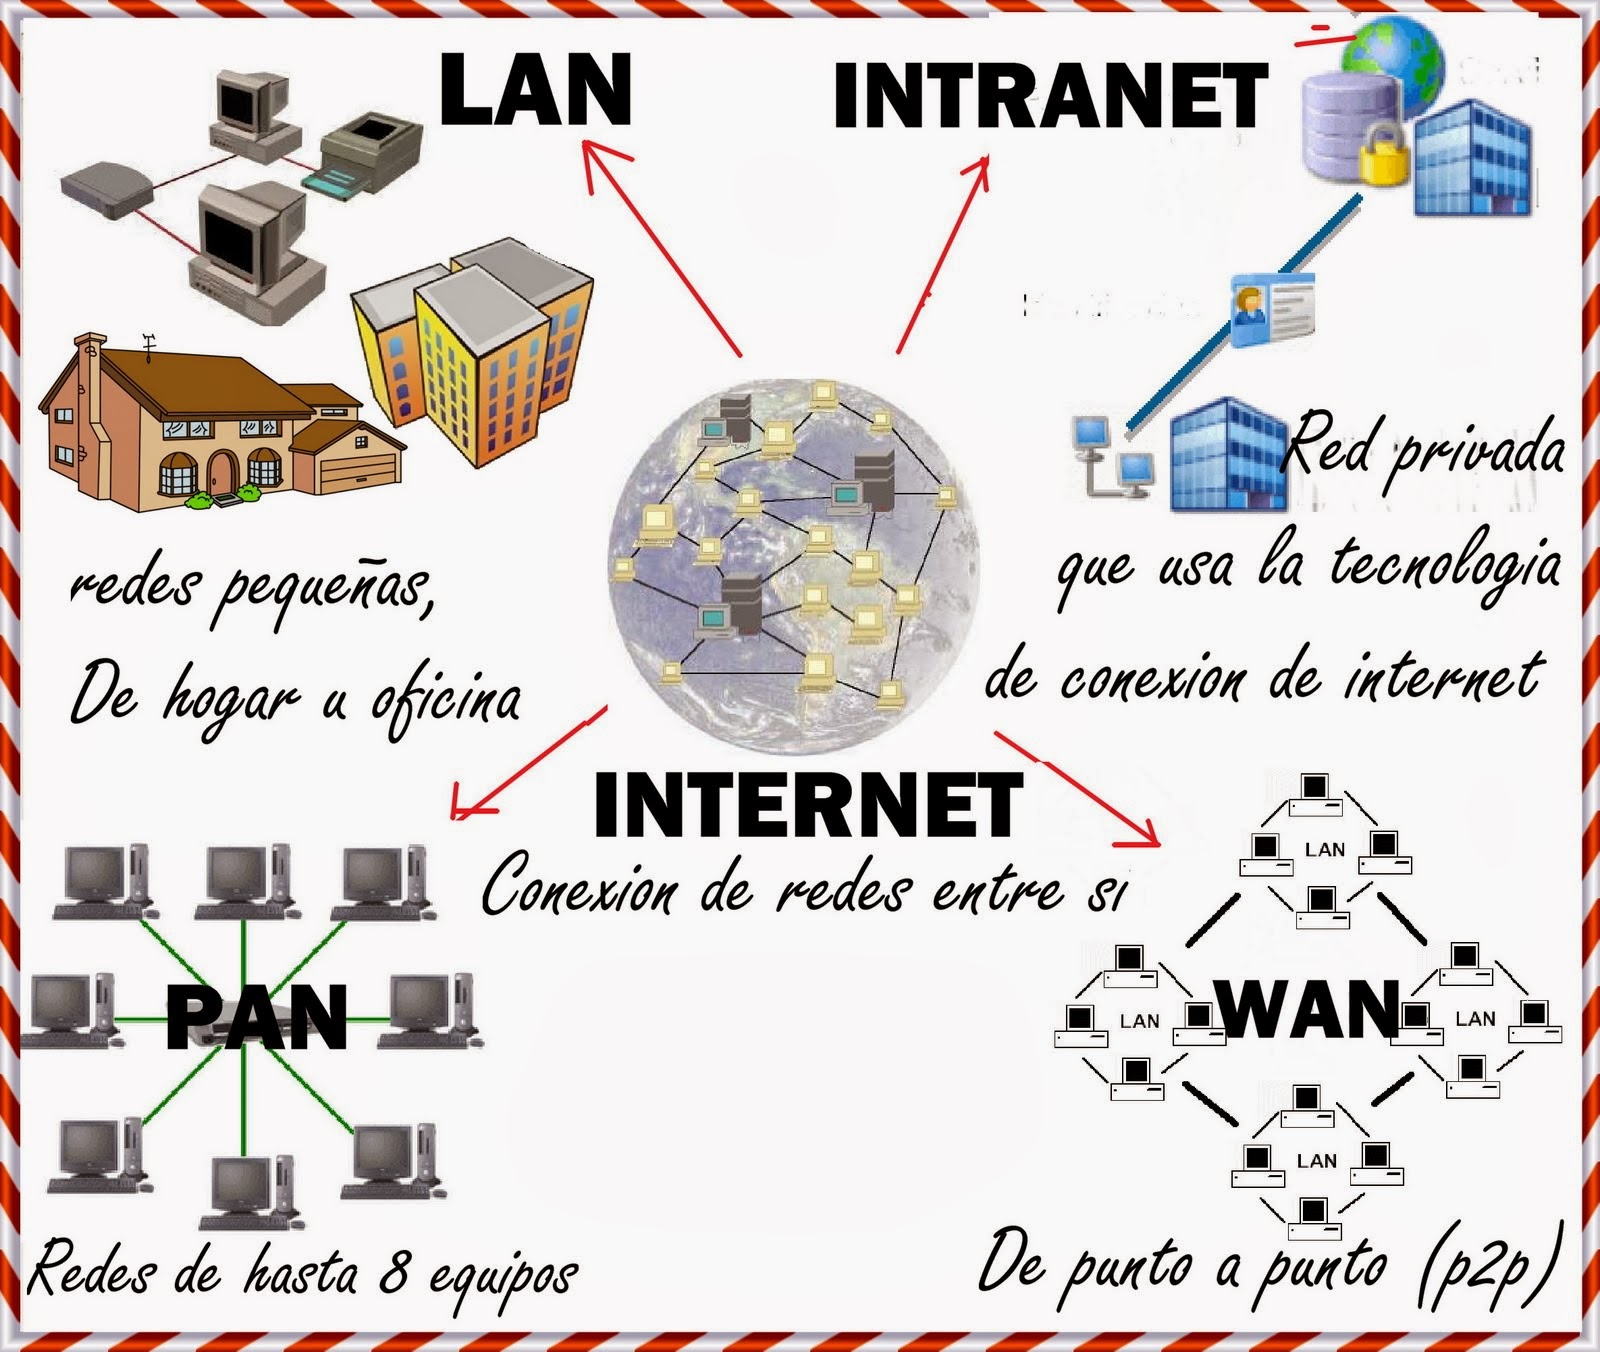 LAN
INTRANET
redes pequeñas,
De hogar u oficina
Red privada
que usa la tecnologia
de conexion de internet
INTERNET
Conexion de redes entre si
PAN
Redes de hasta 8 equipos
LAN
LAN
WAN
LAN
LAN
De punto a punto (p2p)